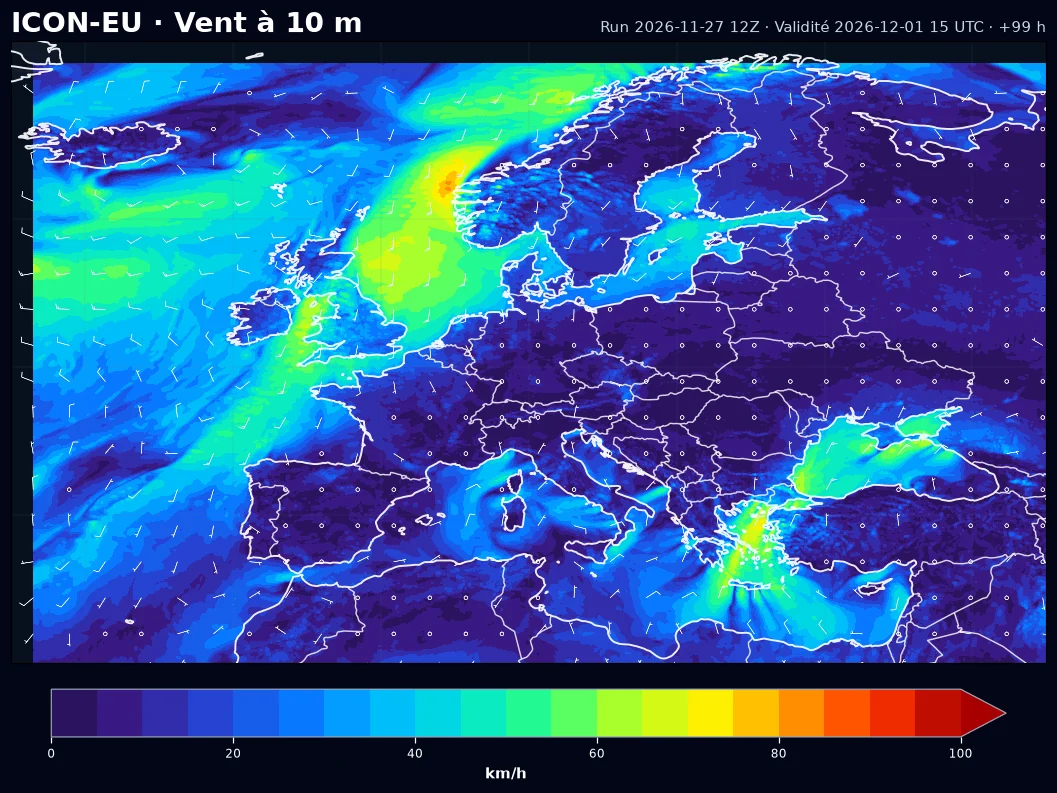 ICON-EU · Vent à 10 m
Run 2026-11-27 12Z · Validité 2026-12-01 15 UTC · +99 h
0 20 40 60 80 100
km/h